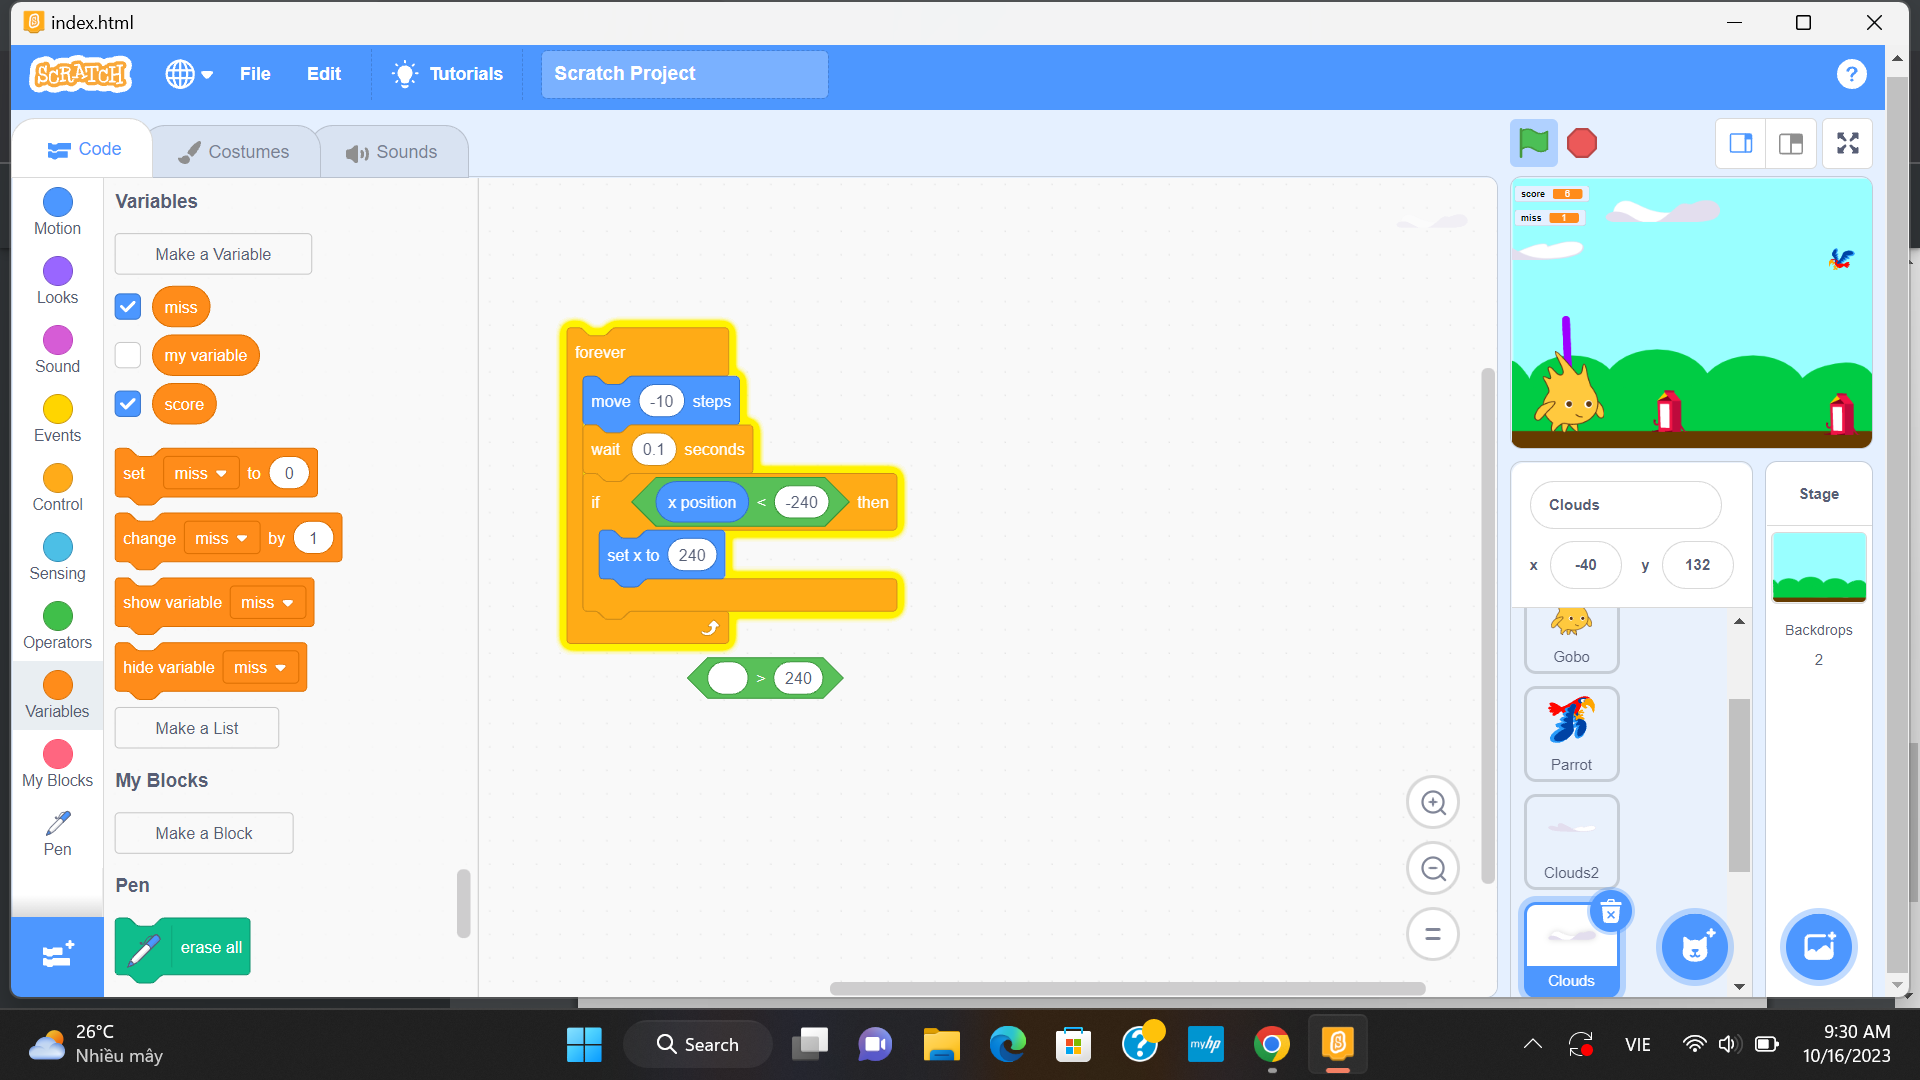 index.html
SCRATCH
File
Edit
Tutorials
Scratch Project
?
Code
Costumes
Sounds
Motion
Looks
Sound
Events
Control
Sensing
Operators
Variables
My Blocks
Pen
Variables
Make a Variable
miss
my variable
score
set miss to 0
change miss by 1
show variable miss
hide variable miss
Make a List
My Blocks
Make a Block
Pen
erase all
forever
move -10 steps
wait 0.1 seconds
if x position < -240 then
set x to 240
> 240
score 6
miss 1
Clouds
x -40 y 132
Gobo
Parrot
Clouds2
Clouds
Stage
Backdrops
2
26°C
Nhiều mây
Search
myhp
VIE
9:30 AM
10/16/2023